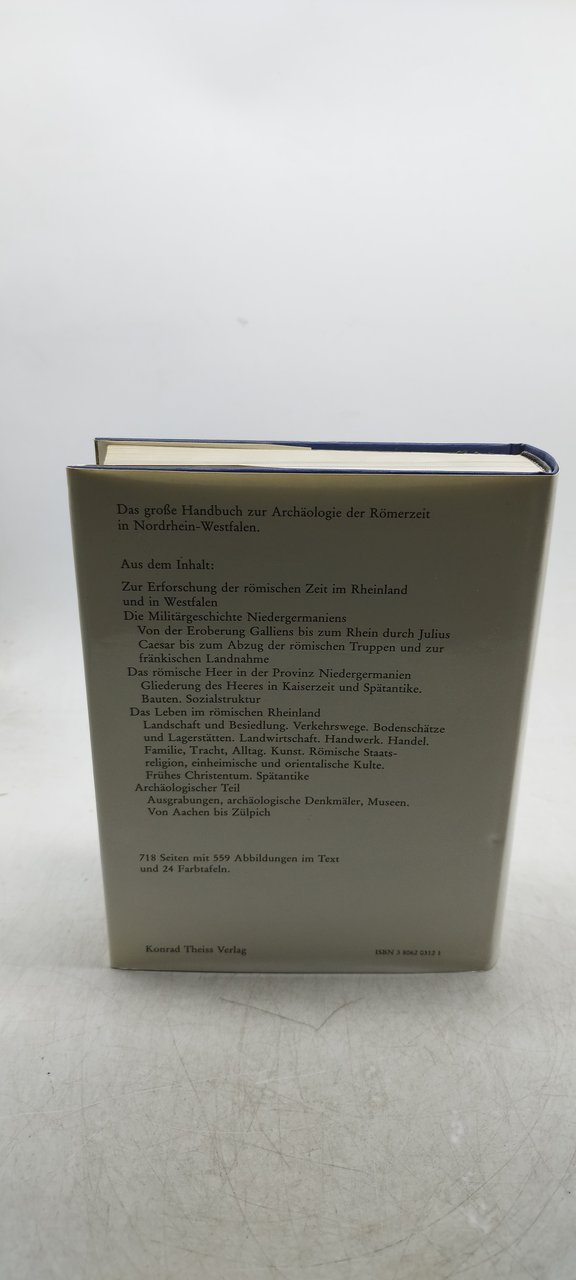 Das große Handbuch zur Archäologie der Römerzeit
in Nordrhein-Westfalen.
Aus dem Inhalt:
Zur Erforschung der römischen Zeit im Rheinland
und in Westfalen
Die Militärgeschichte Niedergermaniens
Von der Eroberung Galliens bis zum Rhein durch Julius
Caesar bis zum Abzug der römischen Truppen und zur
fränkischen Landnahme
Das römische Heer in der Provinz Niedergermanien
Gliederung des Heeres in Kaiserzeit und Spätantike.
Bauten. Sozialstruktur
Das Leben im römischen Rheinland
Landschaft und Besiedlung. Verkehrswege. Bodenschätze
und Lagerstätten. Landwirtschaft. Handwerk. Handel.
Familie, Tracht, Alltag. Kunst. Römische Staats-
religion, einheimische und orientalische Kulte.
Frühes Christentum. Spätantike
Archäologischer Teil
Ausgrabungen, archäologische Denkmäler, Museen.
Von Aachen bis Zülpich
718 Seiten mit 559 Abbildungen im Text
und 24 Farbtafeln.
Konrad Theiss Verlag
ISBN 3 8062 0312 1